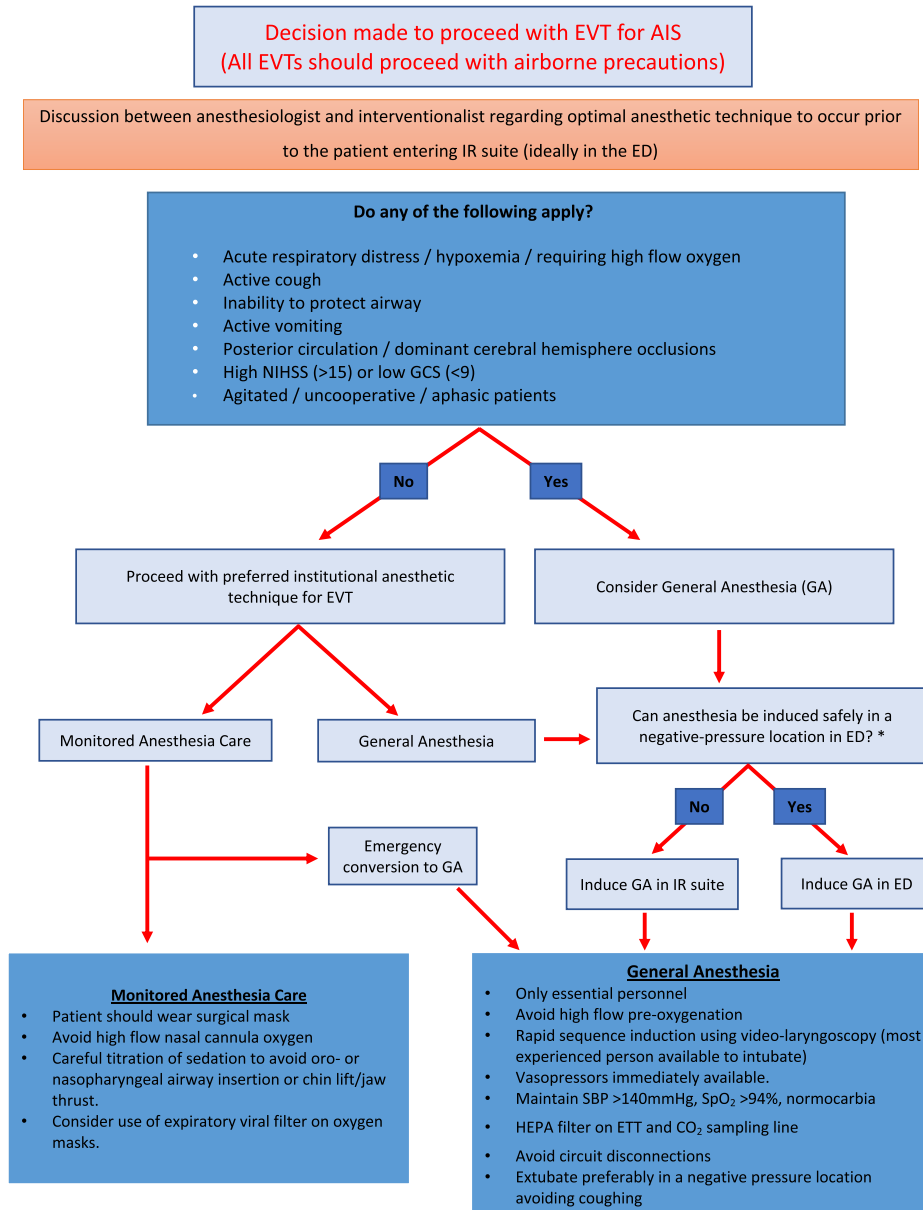 Decision made to proceed with EVT for AIS
(All EVTs should proceed with airborne precautions)
Discussion between anesthesiologist and interventionalist regarding optimal anesthetic technique to occur prior
to the patient entering IR suite (ideally in the ED)
Do any of the following apply?
• Acute respiratory distress / hypoxemia / requiring high flow oxygen
• Active cough
• Inability to protect airway
• Active vomiting
• Posterior circulation / dominant cerebral hemisphere occlusions
• High NIHSS (>15) or low GCS (<9)
• Agitated / uncooperative / aphasic patients
No
Yes
Proceed with preferred institutional anesthetic
technique for EVT
Consider General Anesthesia (GA)
Monitored Anesthesia Care
General Anesthesia
Can anesthesia be induced safely in a
negative-pressure location in ED? *
No
Yes
Emergency
conversion to GA
Induce GA in IR suite
Induce GA in ED
Monitored Anesthesia Care
• Patient should wear surgical mask
• Avoid high flow nasal cannula oxygen
• Careful titration of sedation to avoid oro- or
nasopharyngeal airway insertion or chin lift/jaw
thrust.
• Consider use of expiratory viral filter on oxygen
masks.
General Anesthesia
• Only essential personnel
• Avoid high flow pre-oxygenation
• Rapid sequence induction using video-laryngoscopy (most
experienced person available to intubate)
• Vasopressors immediately available.
• Maintain SBP >140mmHg, SpO₂ >94%, normocarbia
• HEPA filter on ETT and CO₂ sampling line
• Avoid circuit disconnections
• Extubate preferably in a negative pressure location
avoiding coughing